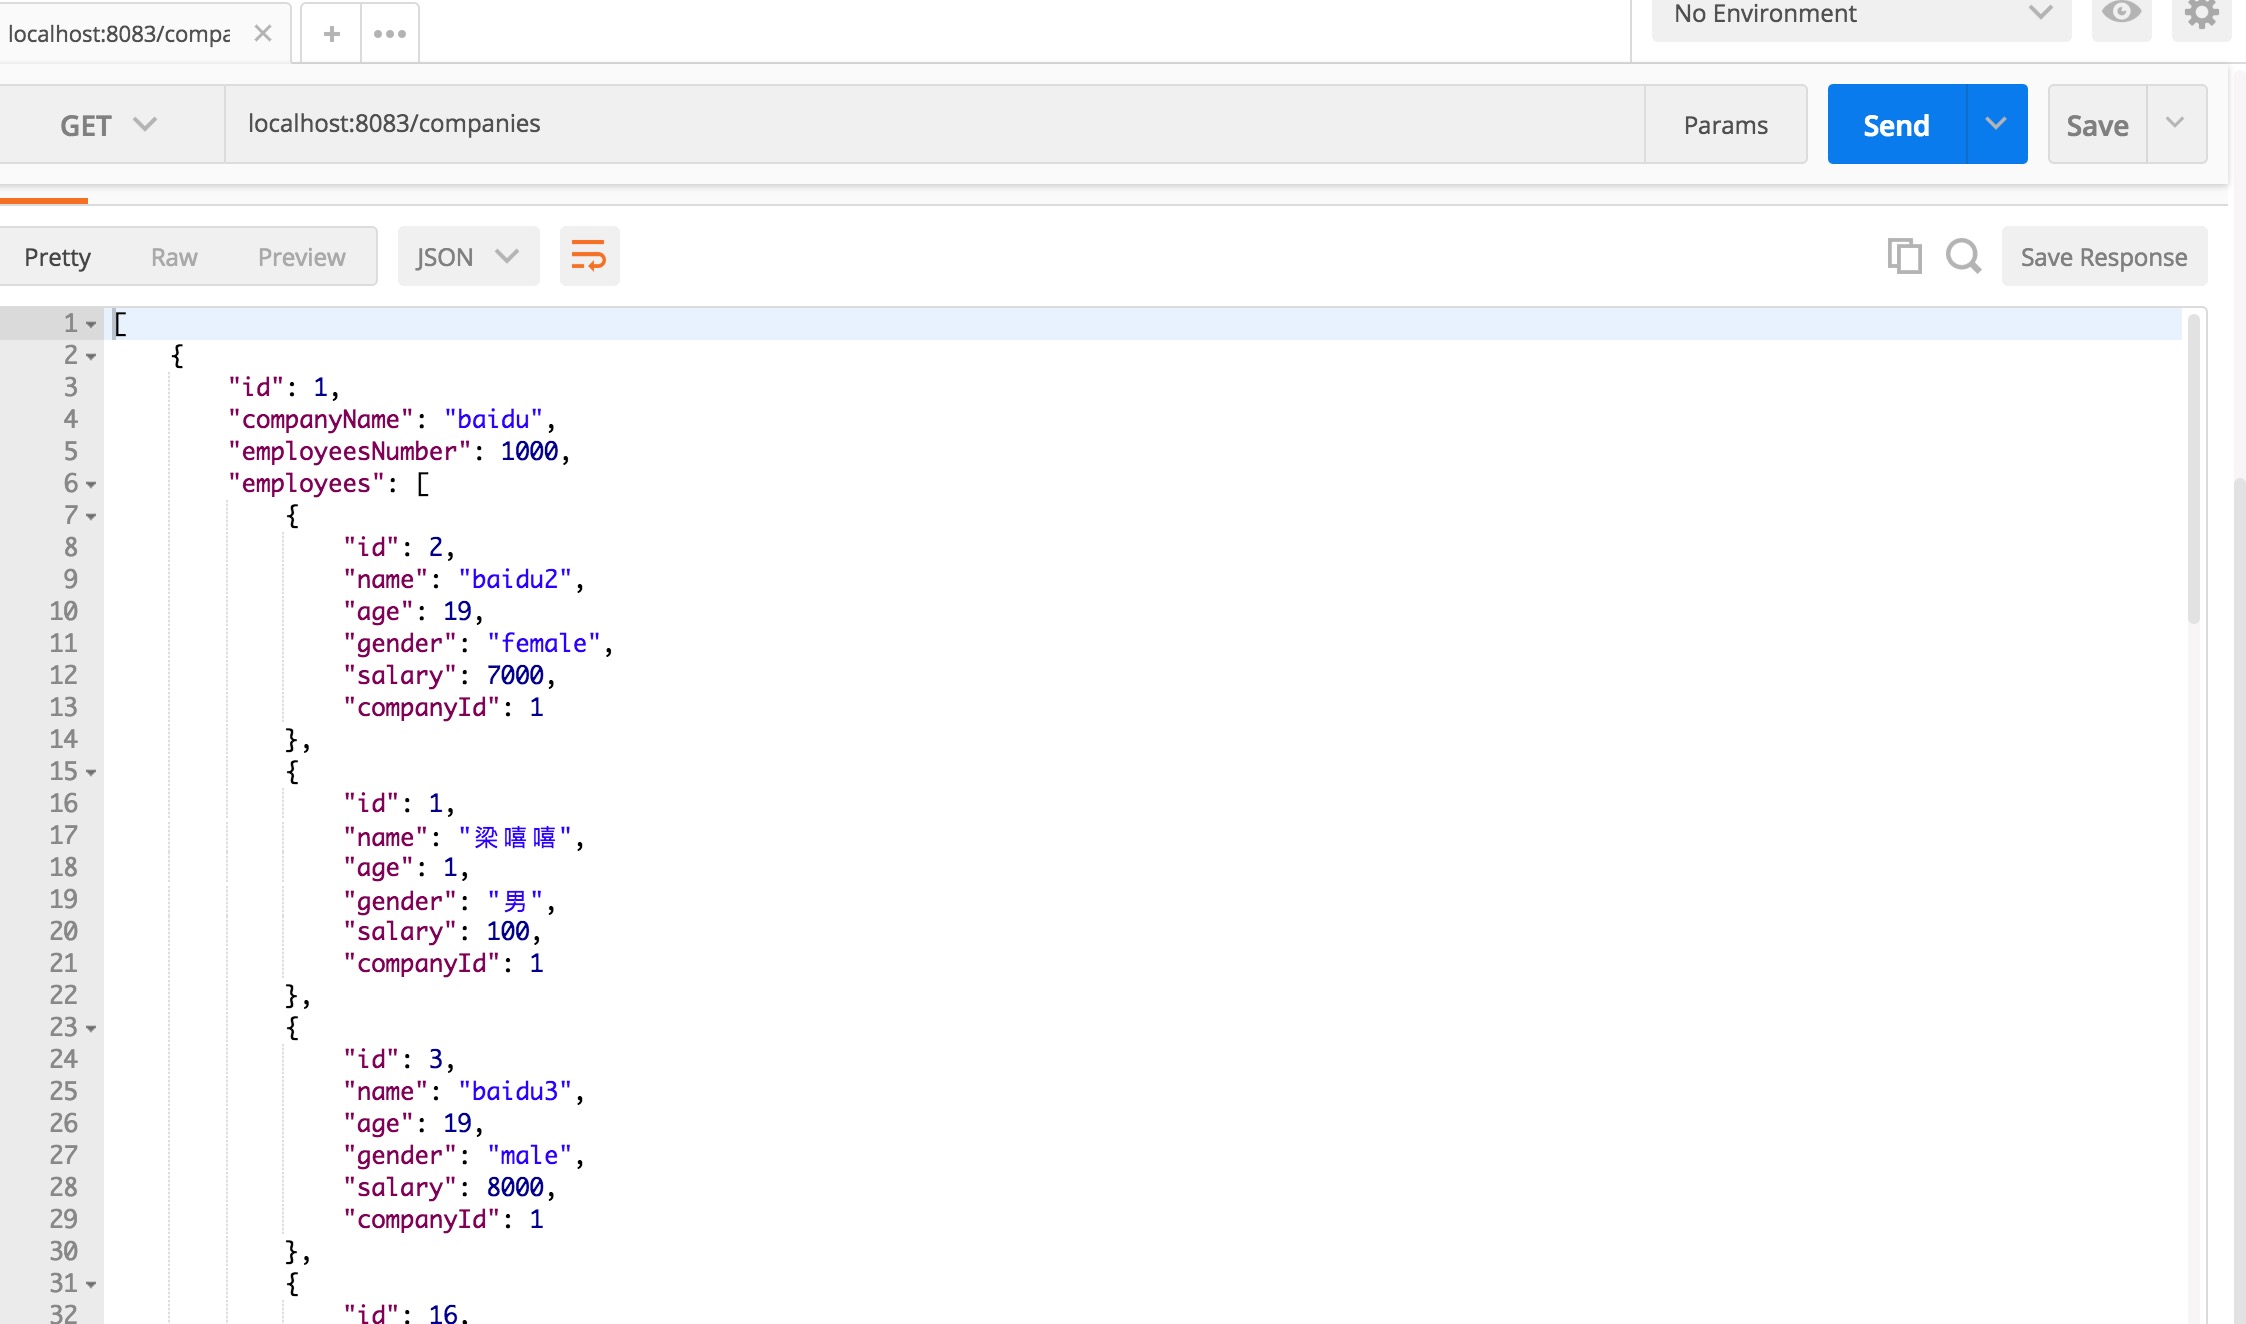 localhost:8083/compa
No Environment
GET localhost:8083/companies Params Send Save
Pretty Raw Preview JSON Save Response
1 [
2 {
3 "id": 1,
4 "companyName": "baidu",
5 "employeesNumber": 1000,
6 "employees": [
7 {
8 "id": 2,
9 "name": "baidu2",
10 "age": 19,
11 "gender": "female",
12 "salary": 7000,
13 "companyId": 1
14 },
15 {
16 "id": 1,
17 "name": "梁嘻嘻",
18 "age": 1,
19 "gender": "男",
20 "salary": 100,
21 "companyId": 1
22 },
23 {
24 "id": 3,
25 "name": "baidu3",
26 "age": 19,
27 "gender": "male",
28 "salary": 8000,
29 "companyId": 1
30 },
31 {
32 "id": 16,